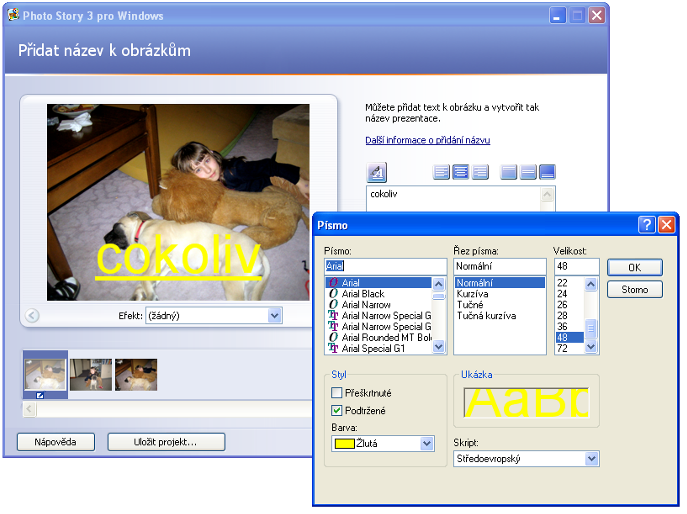 Photo Story 3 pro Windows
Přidat název k obrázkům
Můžete přidat text k obrázku a vytvořit tak
název prezentace.
Další informace o přidání názvu
cokoliv
cokoliv
Efekt: (žádný)
Nápověda
Uložit projekt...
Písmo
Písmo:
Arial
Arial
Arial Black
Arial Narrow
Arial Narrow Special G
Arial Narrow Special G
Arial Rounded MT Bol
Arial Special G1
Řez písma:
Normální
Normální
Kurzíva
Tučné
Tučná kurzíva
Velikost:
48
22
24
26
28
36
48
72
OK
Storno
Styl
Přeškrtnuté
Podtržené
Barva:
Žlutá
Ukázka
AaBb
Skript:
Středoevropský